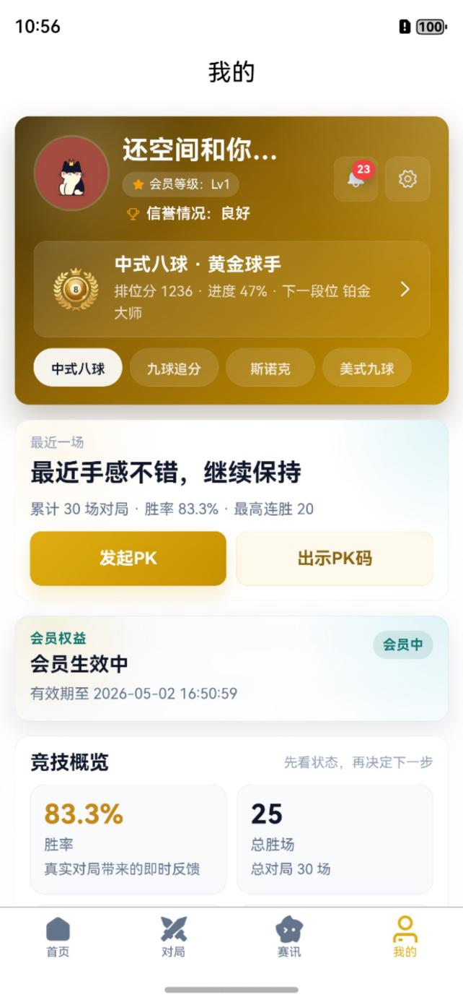 10:56
100
我的
还空间和你...
23
会员等级：Lv1
信誉情况：良好
中式八球 · 黄金球手
排位分 1236 · 进度 47% · 下一段位 铂金
大师
8
中式八球
九球追分
斯诺克
美式九球
最近一场
最近手感不错，继续保持
累计 30 场对局 · 胜率 83.3% · 最高连胜 20
发起PK
出示PK码
会员权益
会员中
会员生效中
有效期至 2026-05-02 16:50:59
竞技概览
先看状态，再决定下一步
83.3%
胜率
真实对局带来的即时反馈
25
总胜场
总对局 30 场
首页
对局
赛讯
我的